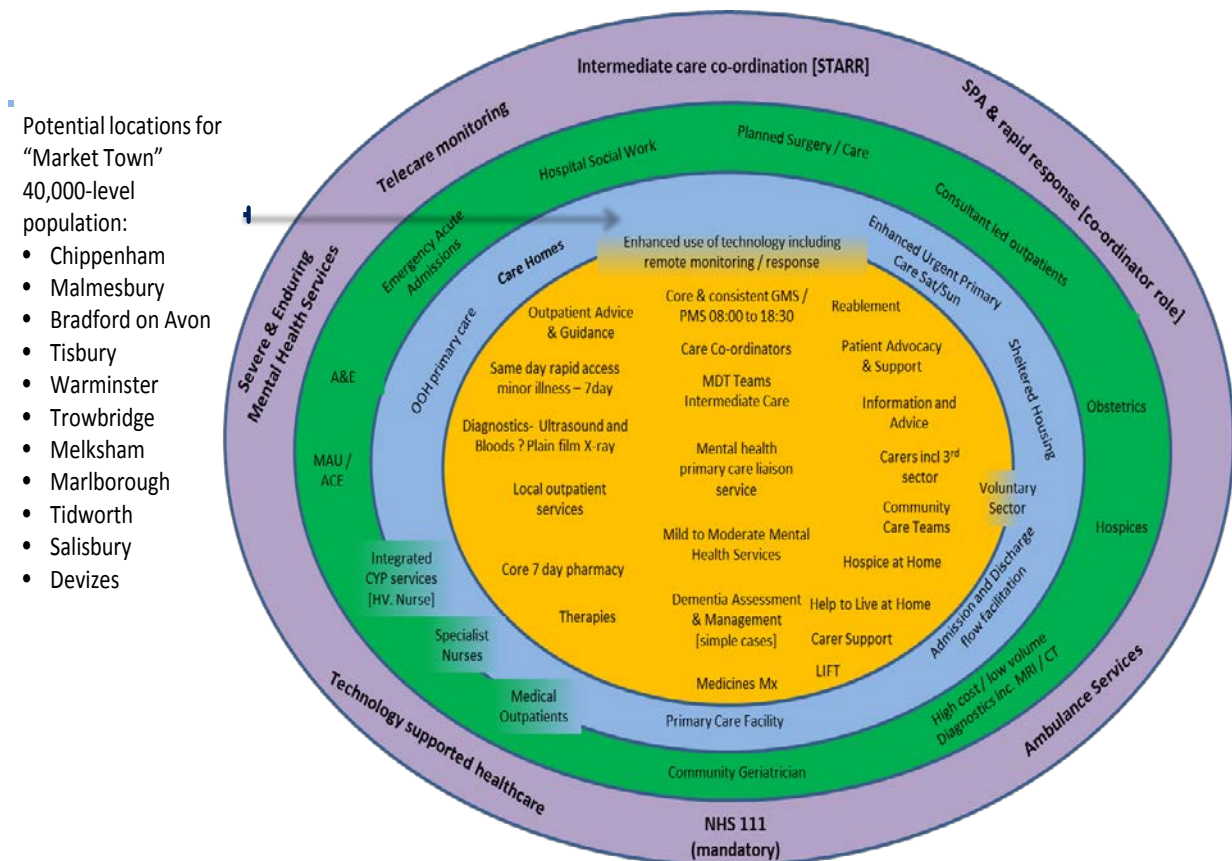 Potential locations for
“Market Town”
40,000-level
population:
• Chippenham
• Malmesbury
• Bradford on Avon
• Tisbury
• Warminster
• Trowbridge
• Melksham
• Marlborough
• Tidworth
• Salisbury
• Devizes
Intermediate care co-ordination [STARR]
Telecare monitoring
SPA & rapid response [co-ordinator role]
Severe & Enduring
Mental Health Services
Technology supported healthcare
NHS 111
(mandatory)
Ambulance Services
Hospital Social Work
Planned Surgery / Care
Consultant led outpatients
Emergency Acute
Admissions
A&E
MAU /
ACE
Obstetrics
Hospices
High cost / low volume
Diagnostics inc. MRI / CT
Community Geriatrician
Integrated
CYP services
[HV. Nurse]
Specialist
Nurses
Medical
Outpatients
Care Homes
OOH primary care
Enhanced Urgent Primary
Care Sat/Sun
Sheltered Housing
Voluntary
Sector
Admission and Discharge
flow facilitation
Primary Care Facility
Enhanced use of technology including
remote monitoring / response
Outpatient Advice
& Guidance
Same day rapid access
minor illness – 7day
Diagnostics- Ultrasound and
Bloods ? Plain film X-ray
Local outpatient
services
Core 7 day pharmacy
Therapies
Core & consistent GMS /
PMS 08:00 to 18:30
Care Co-ordinators
MDT Teams
Intermediate Care
Mental health
primary care liaison
service
Mild to Moderate Mental
Health Services
Dementia Assessment
& Management
[simple cases]
Medicines Mx
Reablement
Patient Advocacy
& Support
Information and
Advice
Carers incl 3rd
sector
Community
Care Teams
Hospice at Home
Help to Live at Home
Carer Support
LIFT